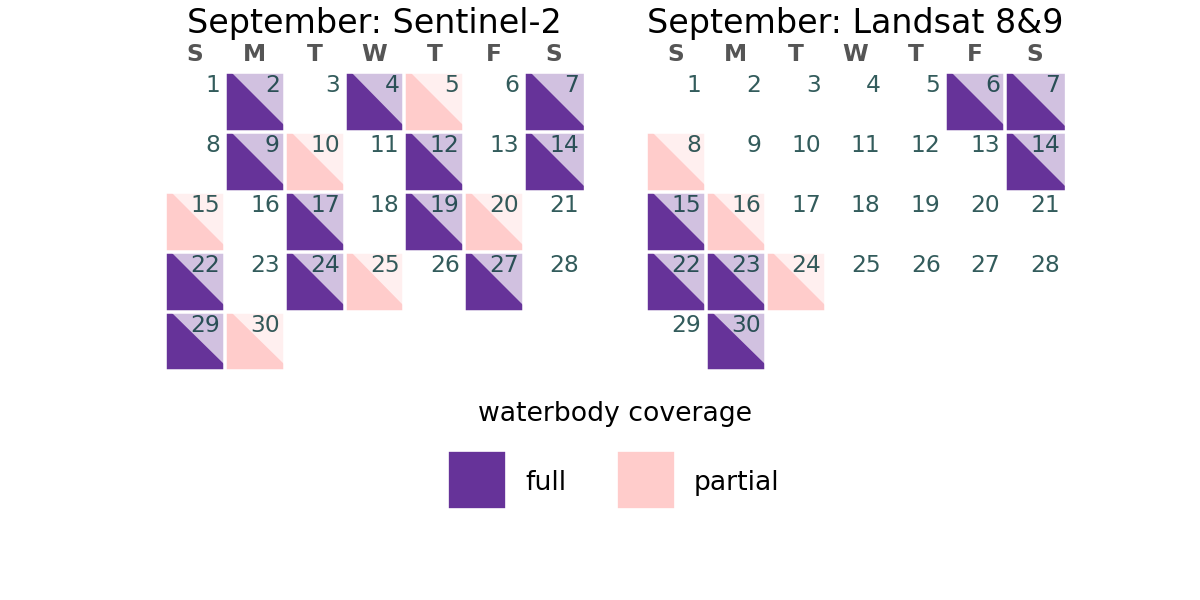 September: Sentinel-2
S M T W T F S
1 2 3 4 5 6 7
8 9 10 11 12 13 14
15 16 17 18 19 20 21
22 23 24 25 26 27 28
29 30
September: Landsat 8&9
S M T W T F S
1 2 3 4 5 6 7
8 9 10 11 12 13 14
15 16 17 18 19 20 21
22 23 24 25 26 27 28
29 30
waterbody coverage
full partial